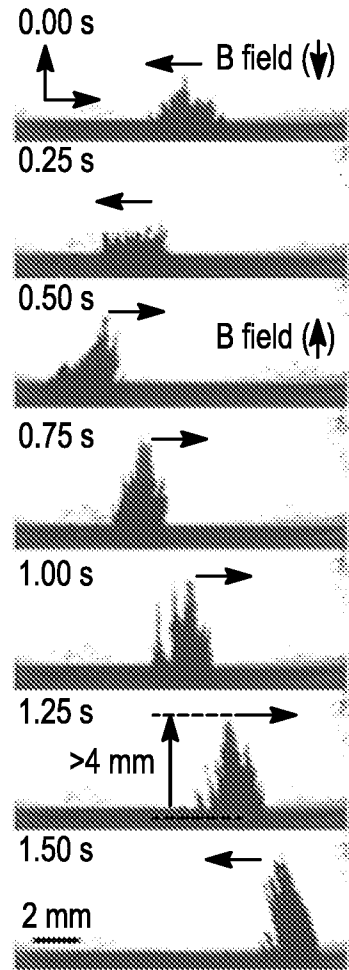 0.00 s
B field (↓)
0.25 s
0.50 s
B field (↑)
0.75 s
1.00 s
1.25 s
>4 mm
1.50 s
2 mm